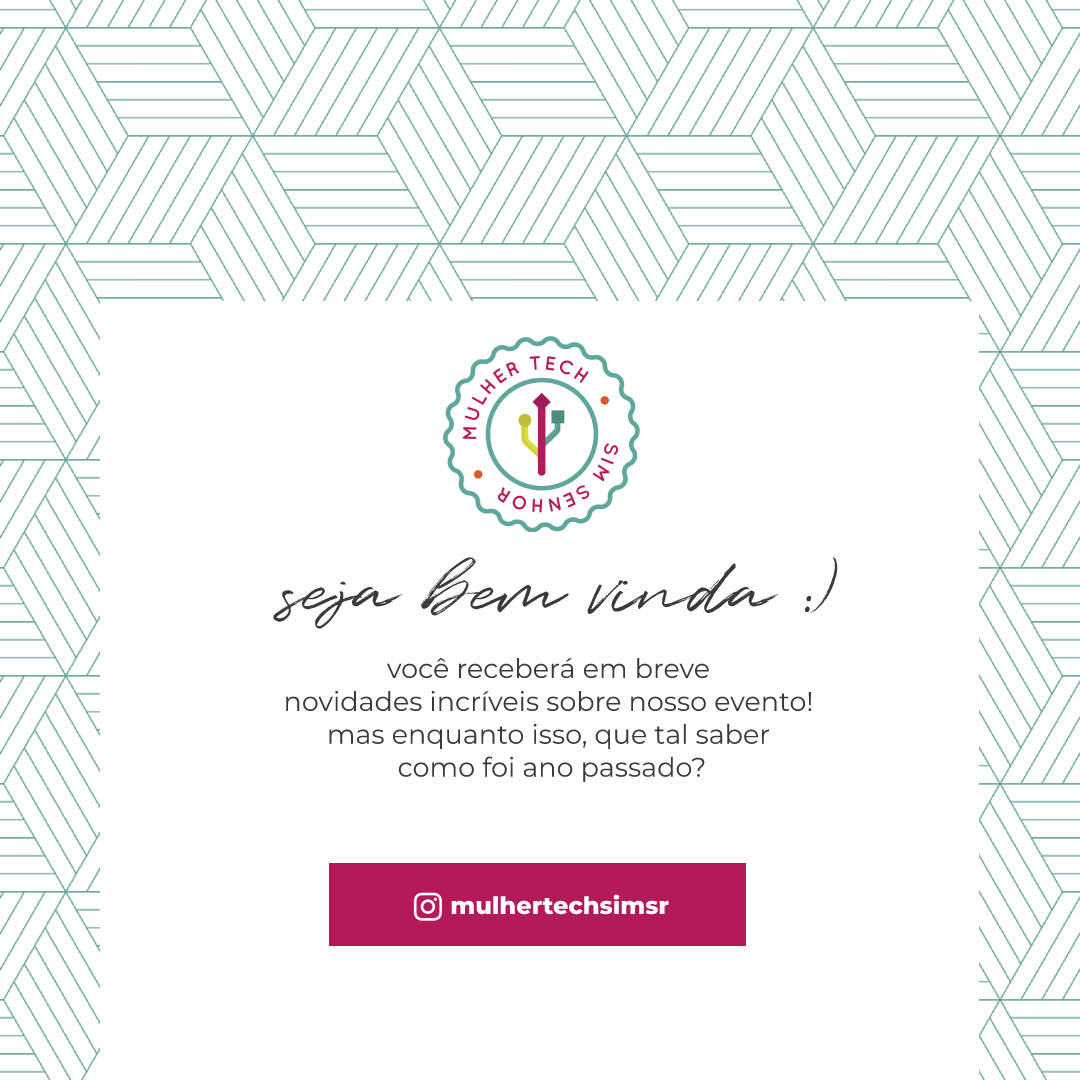 MULHER TECH
SIM SENHOR
seja bem vinda :)
você receberá em breve
novidades incríveis sobre nosso evento!
mas enquanto isso, que tal saber
como foi ano passado?
mulhertechsimsr